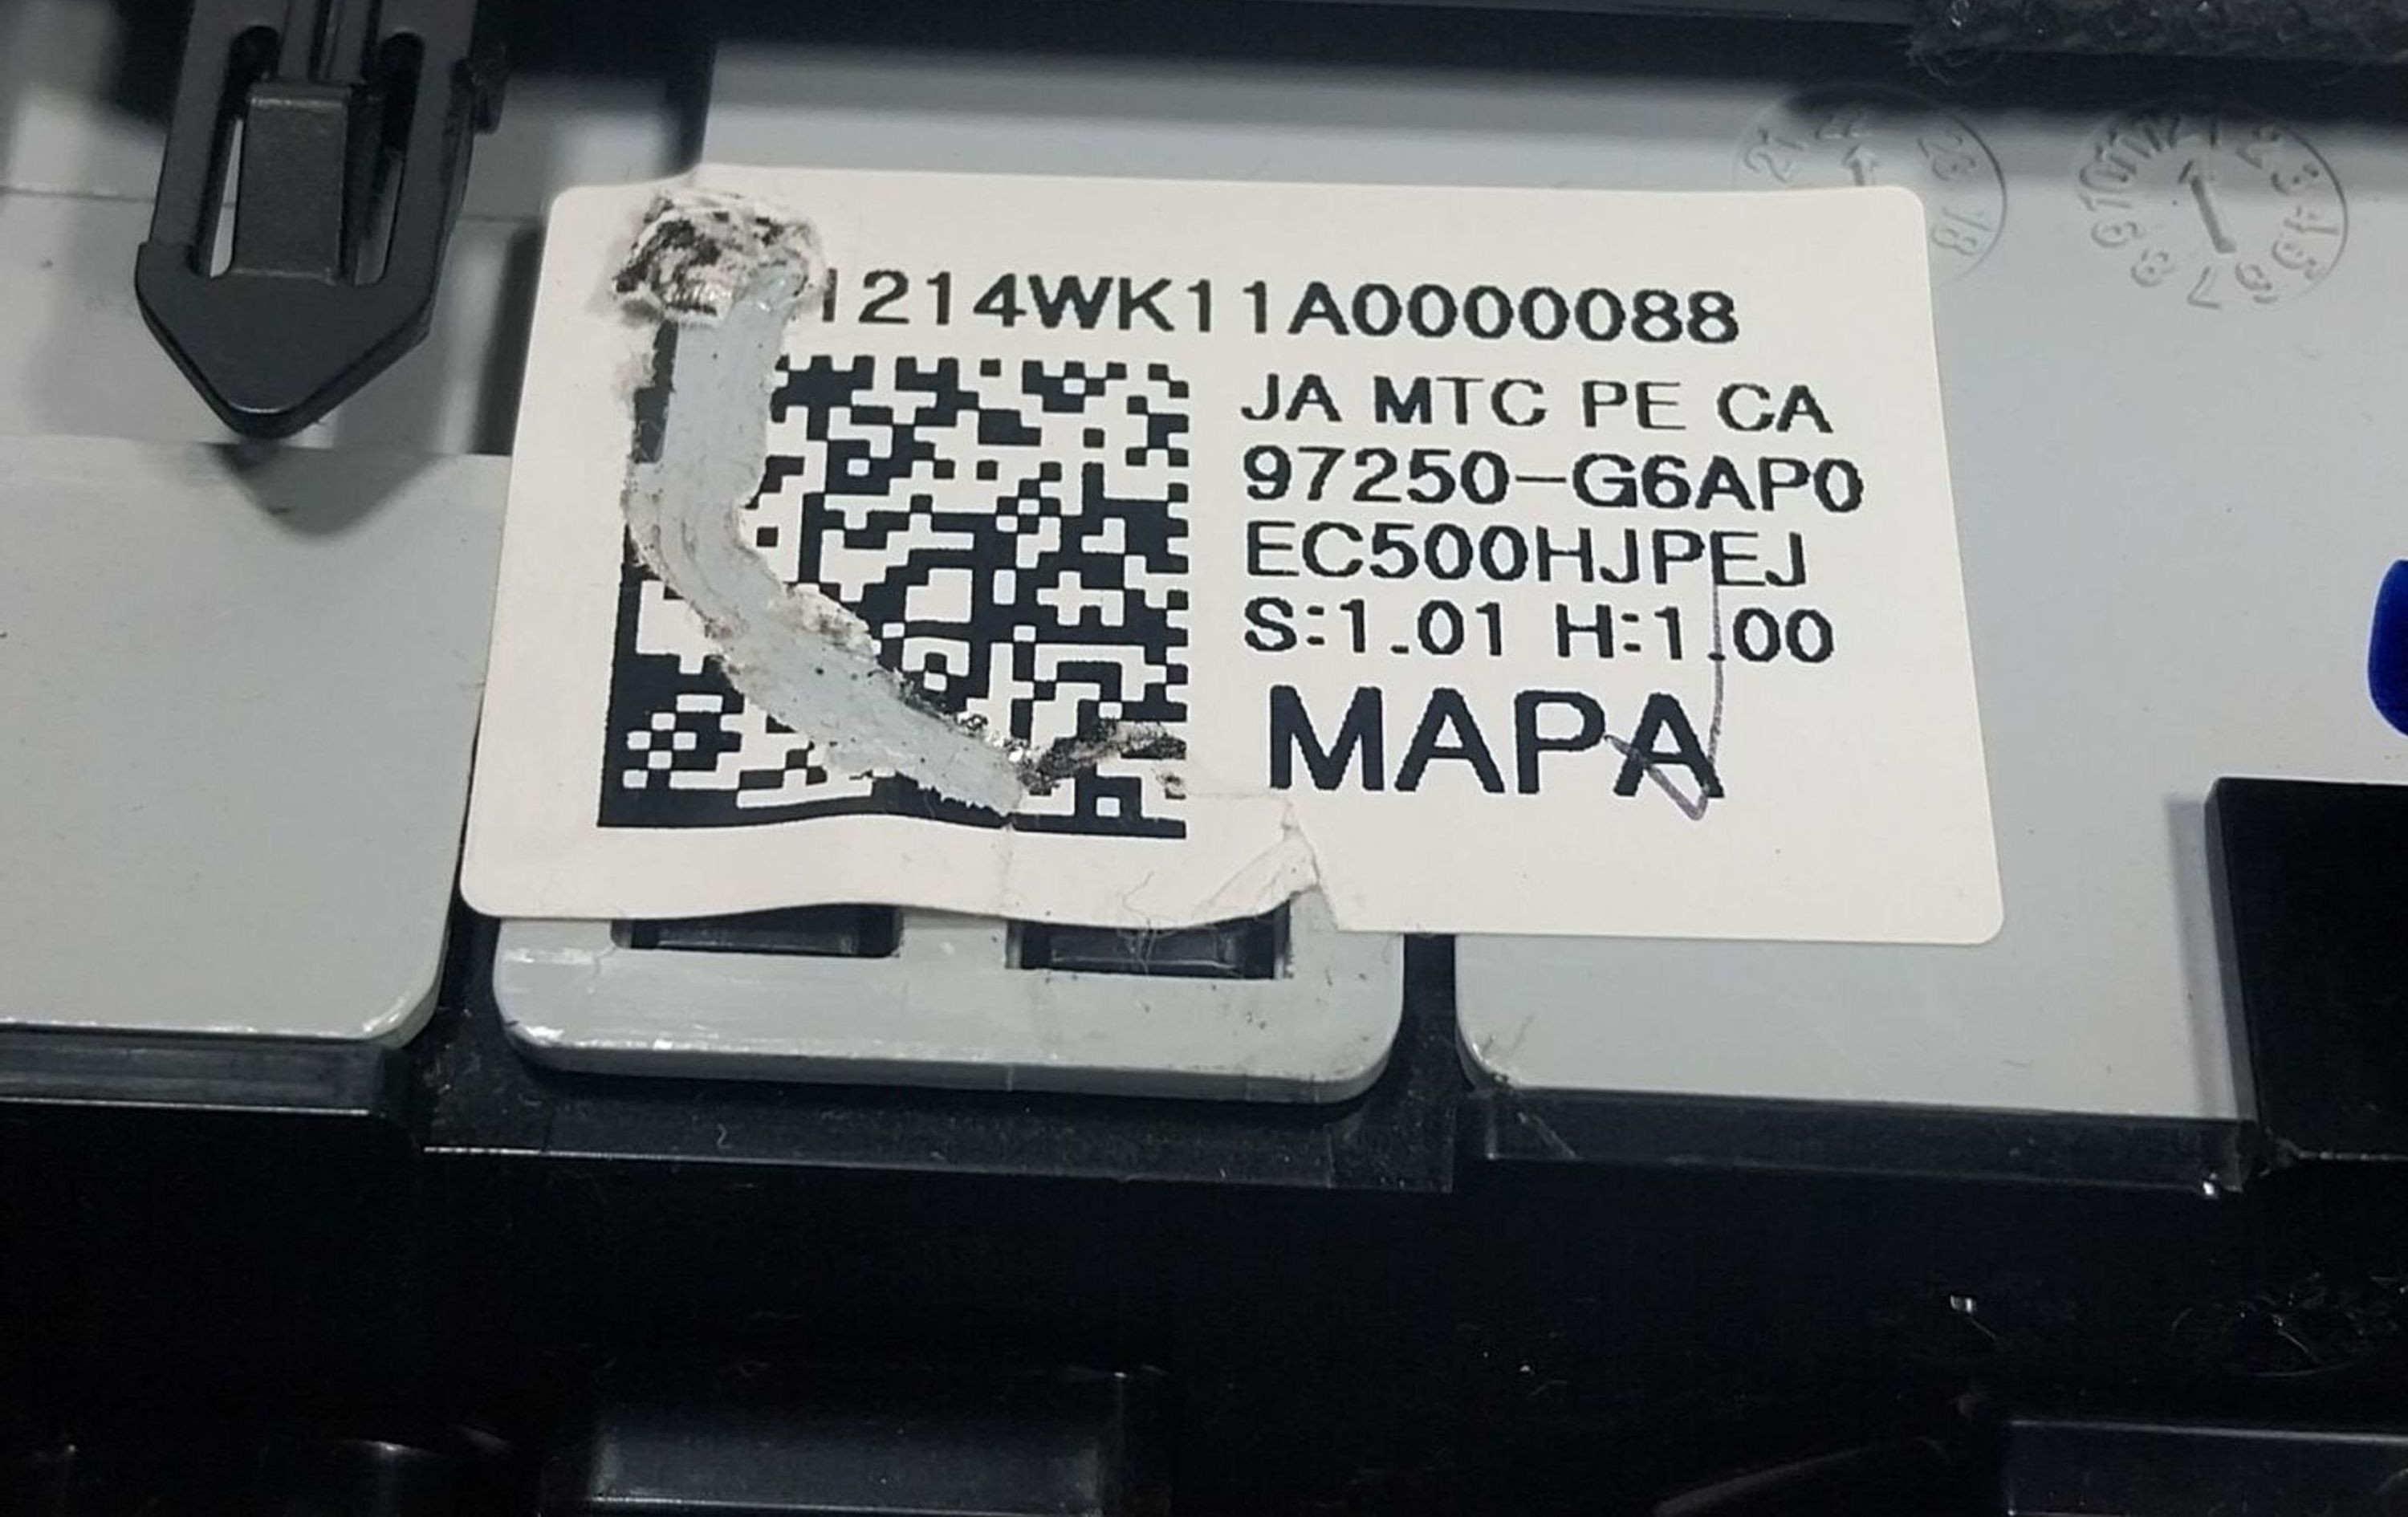 1214WK11A0000088
JA MTC PE CA
97250-G6AP0
EC500HJPEJ
S:1.01 H:1.00
MAPA